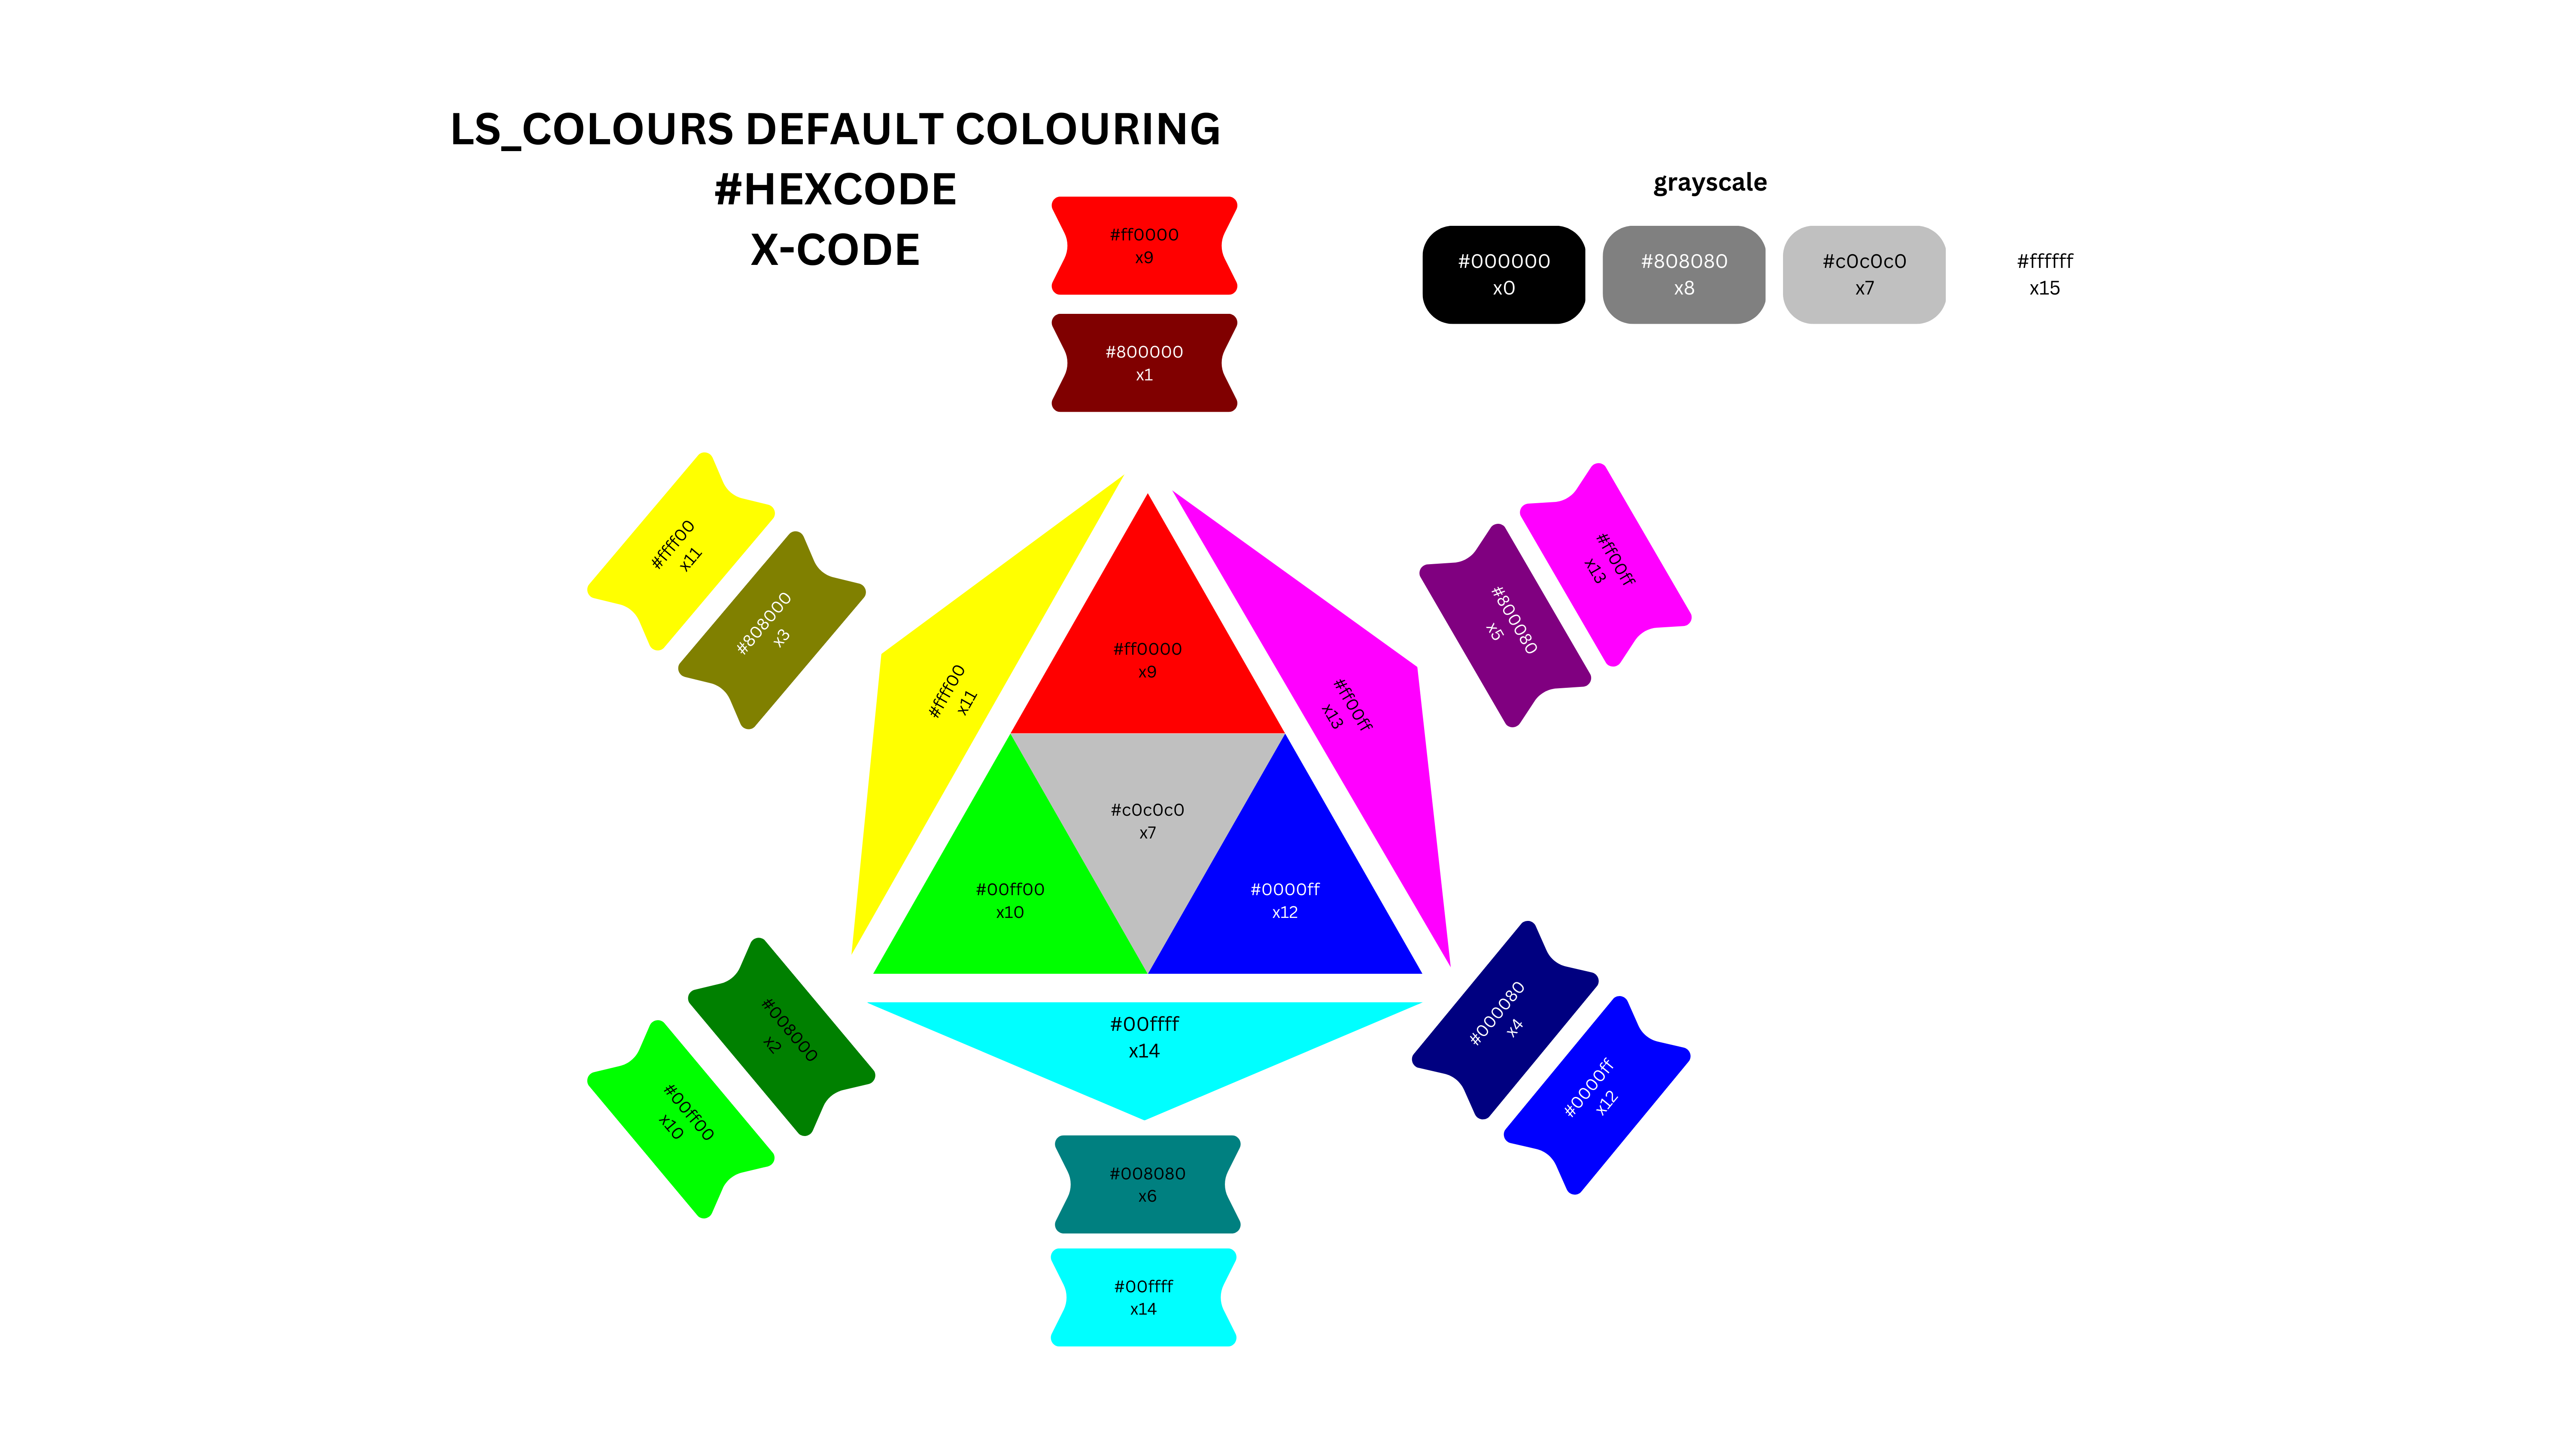 LS_COLOURS DEFAULT COLOURING
#HEXCODE
X-CODE
grayscale
#000000
x0
#808080
x8
#c0c0c0
x7
#ffffff
x15
#ff0000
x9
#800000
x1
#ffff00
x11
#808000
x3
#ff00ff
x13
#800080
x5
#ffff00
x11
#ff0000
x9
#ff00ff
x13
#c0c0c0
x7
#00ff00
x10
#0000ff
x12
#00ffff
x14
#008000
x2
#00ff00
x10
#000080
x4
#0000ff
x12
#008080
x6
#00ffff
x14